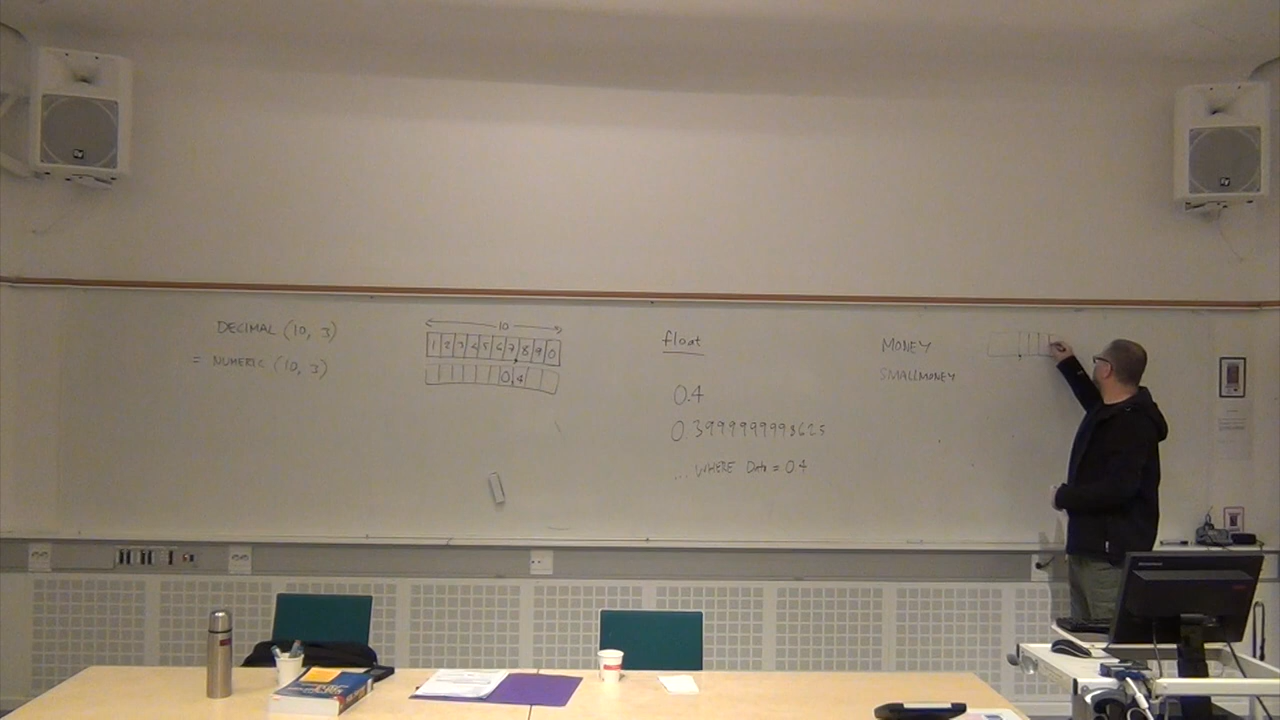 DECIMAL (10, 3)
= NUMERIC (10, 3)
10
1 2 3 4 5 6 7 8 9 0
0.4
float
0.4
0.3999999998625
... WHERE Data = 0.4
MONEY
SMALLMONEY